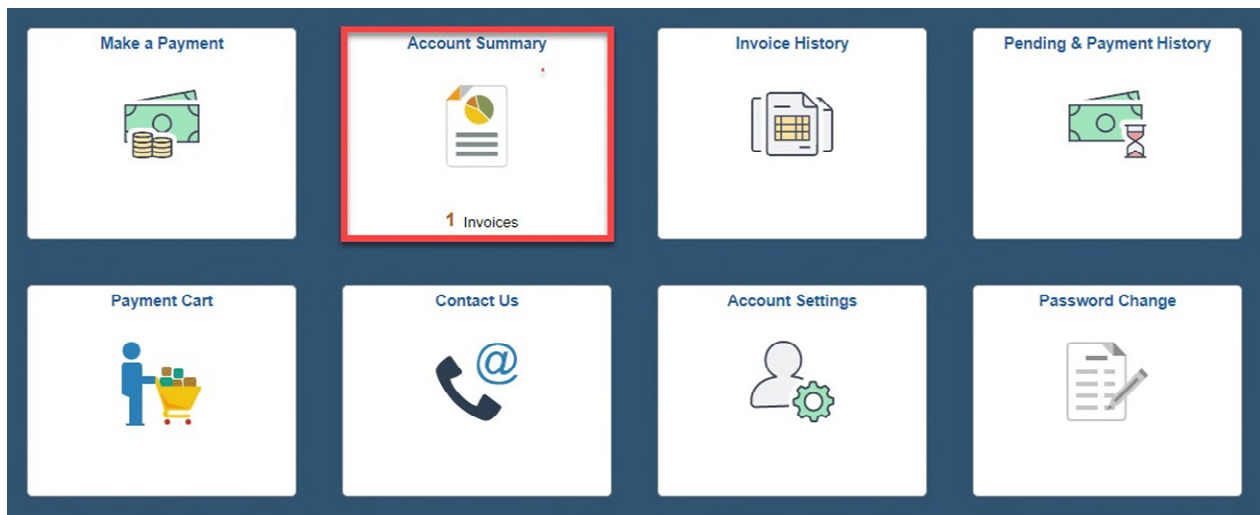 Make a Payment
Account Summary
Invoice History
Pending & Payment History
1 Invoices
Payment Cart
Contact Us
@
Account Settings
Password Change